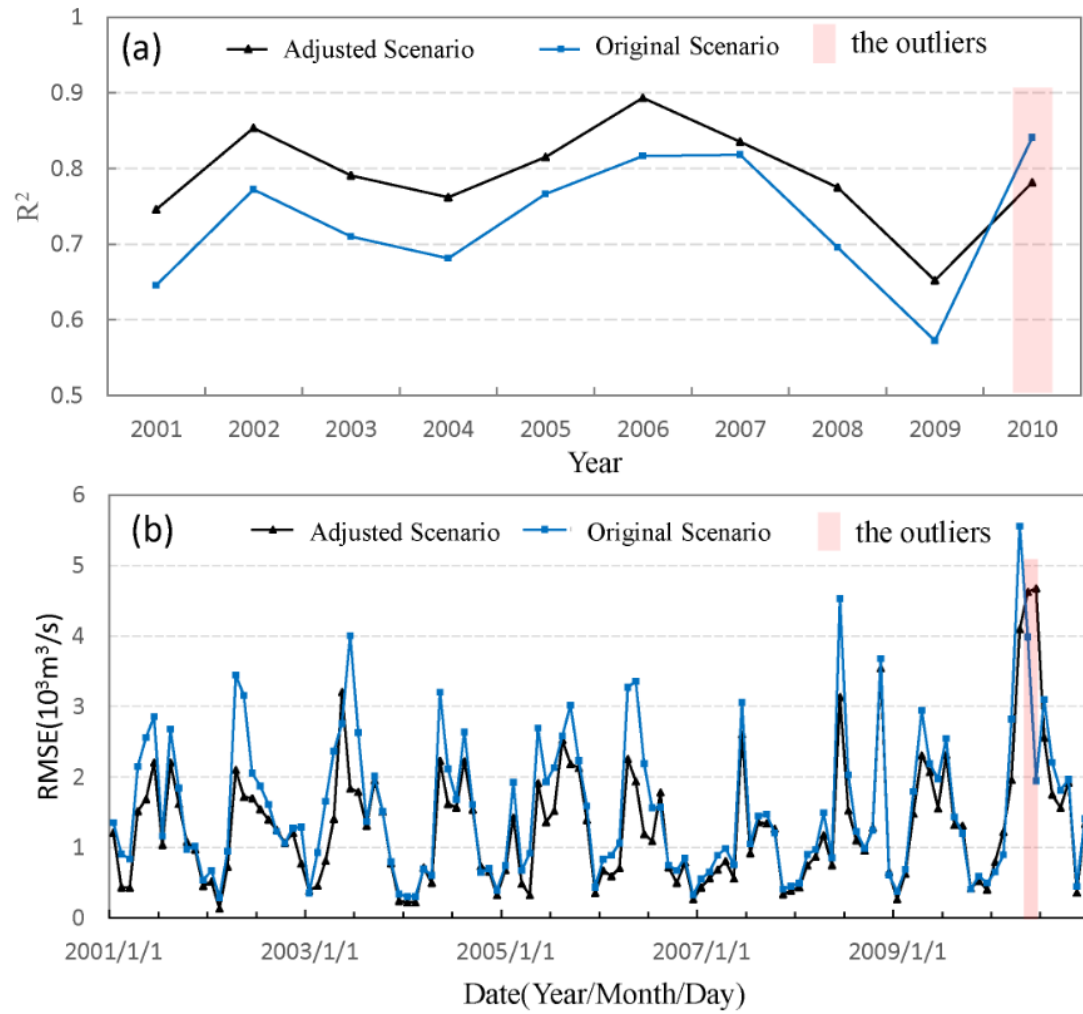 1
(a) Adjusted Scenario Original Scenario the outliers
0.9
0.8
R²
0.7
0.6
0.5
2001 2002 2003 2004 2005 2006 2007 2008 2009 2010
Year
6
(b) Adjusted Scenario Original Scenario the outliers
5
4
RMSE(10³m³/s)
3
2
1
0
2001/1/1 2003/1/1 2005/1/1 2007/1/1 2009/1/1
Date(Year/Month/Day)